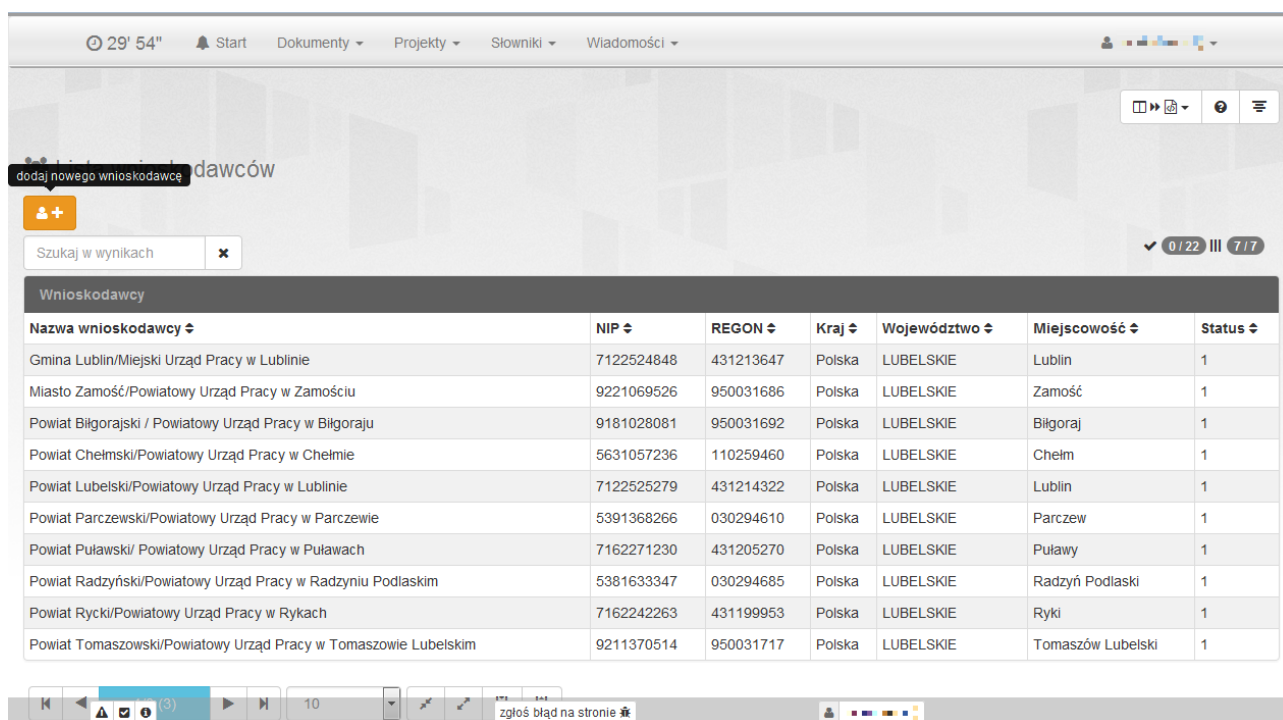 29' 54" Start Dokumenty Projekty Słowniki Wiadomości
dawców
dodaj nowego wnioskodawcę
Szukaj w wynikach 0 / 22 7 / 7
Wnioskodawcy
Nazwa wnioskodawcy NIP REGON Kraj Województwo Miejscowość Status
Gmina Lublin/Miejski Urząd Pracy w Lublinie 7122524848 431213647 Polska LUBELSKIE Lublin 1
Miasto Zamość/Powiatowy Urząd Pracy w Zamościu 9221069526 950031686 Polska LUBELSKIE Zamość 1
Powiat Biłgorajski / Powiatowy Urząd Pracy w Biłgoraju 9181028081 950031692 Polska LUBELSKIE Biłgoraj 1
Powiat Chełmski/Powiatowy Urząd Pracy w Chełmie 5631057236 110259460 Polska LUBELSKIE Chełm 1
Powiat Lubelski/Powiatowy Urząd Pracy w Lublinie 7122525279 431214322 Polska LUBELSKIE Lublin 1
Powiat Parczewski/Powiatowy Urząd Pracy w Parczewie 5391368266 030294610 Polska LUBELSKIE Parczew 1
Powiat Puławski/ Powiatowy Urząd Pracy w Puławach 7162271230 431205270 Polska LUBELSKIE Puławy 1
Powiat Radzyński/Powiatowy Urząd Pracy w Radzyniu Podlaskim 5381633347 030294685 Polska LUBELSKIE Radzyń Podlaski 1
Powiat Rycki/Powiatowy Urząd Pracy w Rykach 7162242263 431199953 Polska LUBELSKIE Ryki 1
Powiat Tomaszowski/Powiatowy Urząd Pracy w Tomaszowie Lubelskim 9211370514 950031717 Polska LUBELSKIE Tomaszów Lubelski 1
(3) 10
zgłoś błąd na stronie